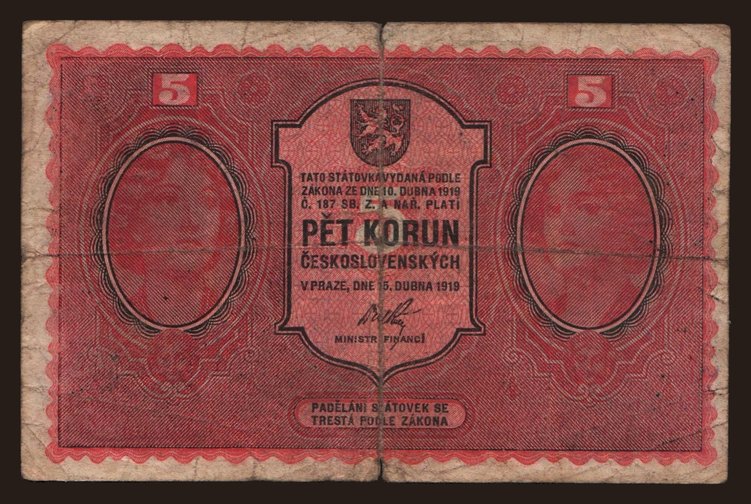 5 5
TATO STÁTOVKA VYDANÁ PODLE
ZÁKONA ZE DNE 10. DUBNA 1919
Č. 187 SB. Z. A NAŘ. PLATÍ
PĚT KORUN
ČESKOSLOVENSKÝCH
V PRAZE, DNE 15. DUBNA 1919
MINISTR FINANCÍ
PADĚLÁNÍ STÁTOVEK SE
TRESTÁ PODLE ZÁKONA